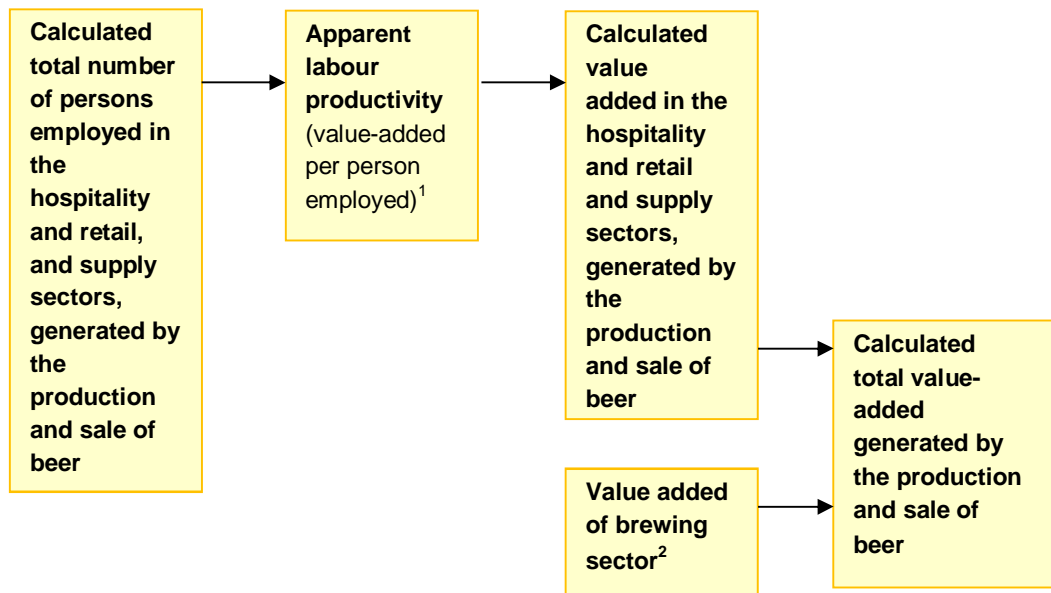 Calculated
total number
of persons
employed in
the
hospitality
and retail,
and supply
sectors,
generated by
the
production
and sale of
beer
Apparent
labour
productivity
(value-added
per person
employed)¹
Calculated
value
added in the
hospitality
and retail
and supply
sectors,
generated by
the
production
and sale of
beer
Value added
of brewing
sector²
Calculated
total value-
added
generated by
the production
and sale of
beer